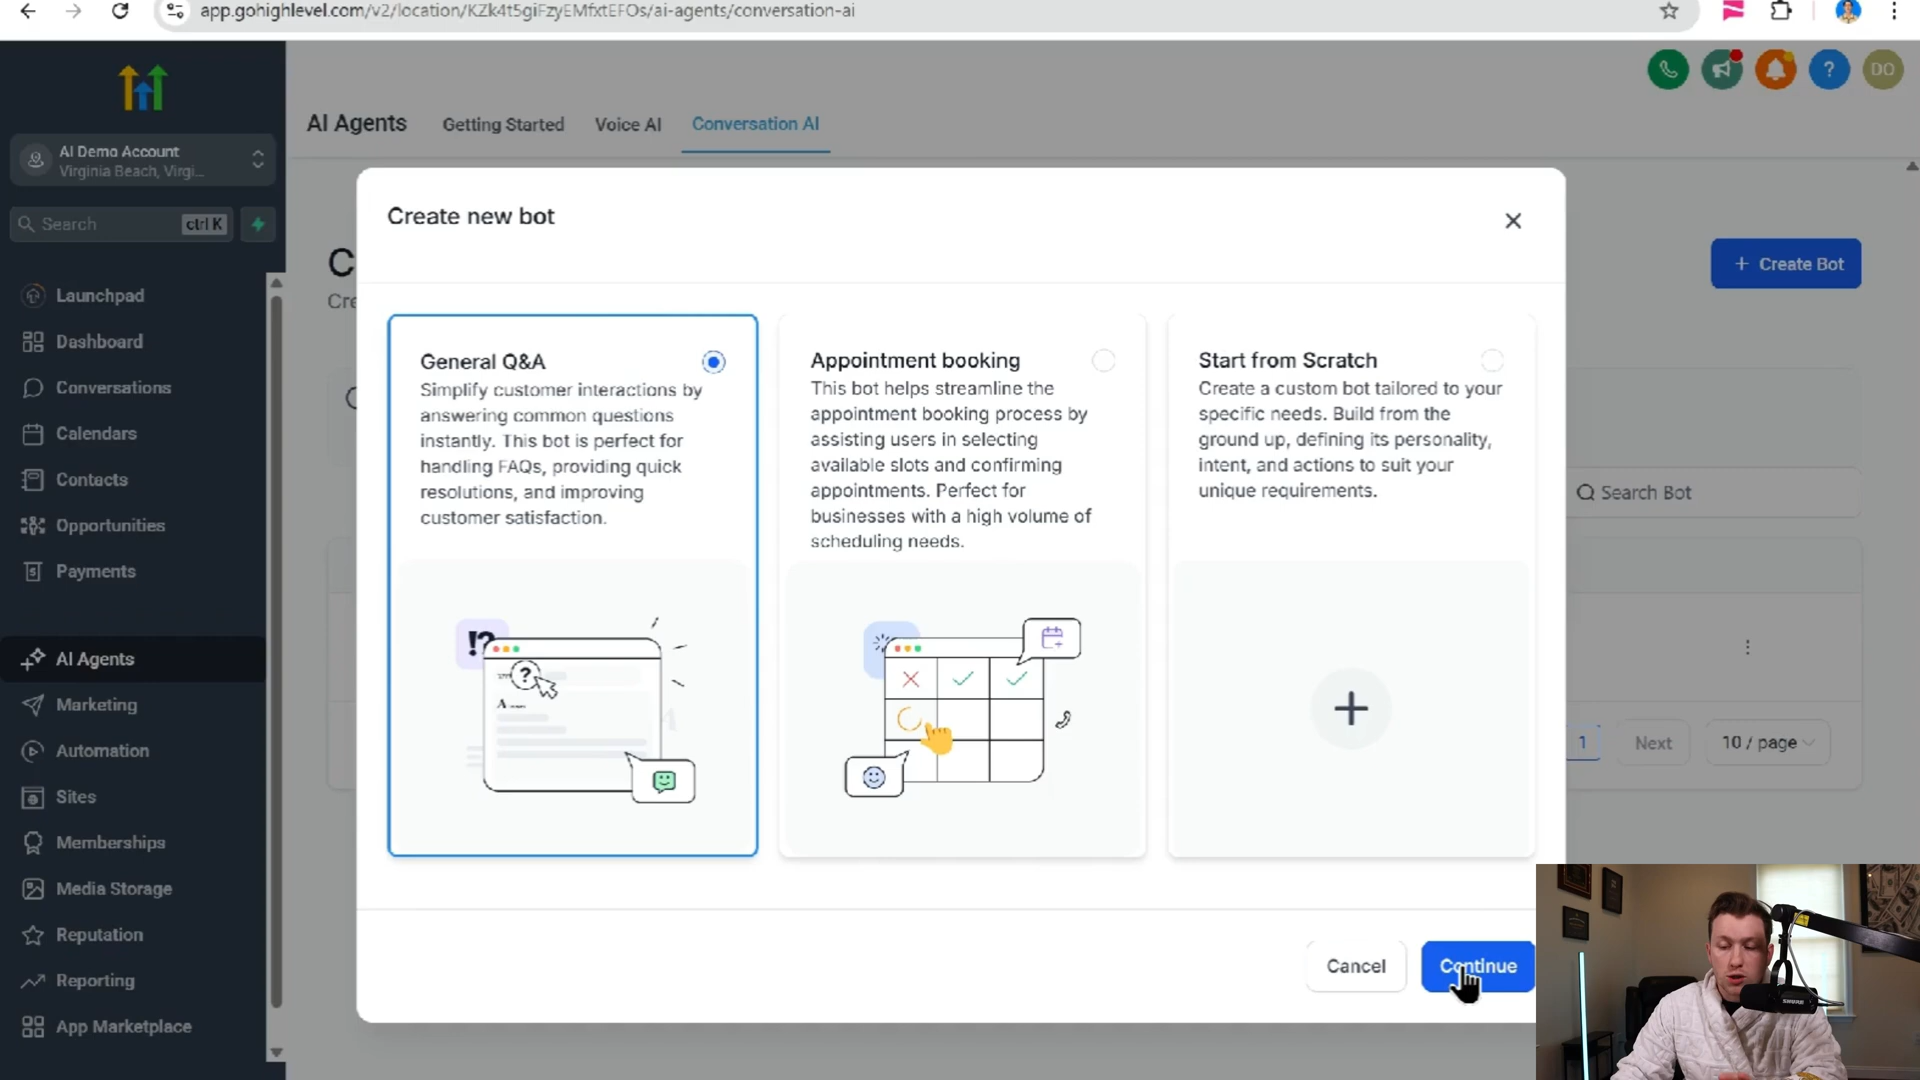 app.gohighlevel.com/v2/location/KZk4t5giFzyEMfxtEFOs/ai-agents/conversation-ai
DO
AI Agents
Getting Started
Voice AI
Conversation AI
AI Demo Account
Virginia Beach, Virgi...
Search
ctrl K
Launchpad
Dashboard
Conversations
Calendars
Contacts
Opportunities
Payments
AI Agents
Marketing
Automation
Sites
Memberships
Media Storage
Reputation
Reporting
App Marketplace
C
Cre
+ Create Bot
Search Bot
1
Next
10 / page
Create new bot
General Q&A
Simplify customer interactions by
answering common questions
instantly. This bot is perfect for
handling FAQs, providing quick
resolutions, and improving
customer satisfaction.
!?
?
Appointment booking
This bot helps streamline the
appointment booking process by
assisting users in selecting
available slots and confirming
appointments. Perfect for
businesses with a high volume of
scheduling needs.
Start from Scratch
Create a custom bot tailored to your
specific needs. Build from the
ground up, defining its personality,
intent, and actions to suit your
unique requirements.
Cancel
Continue
SHURE